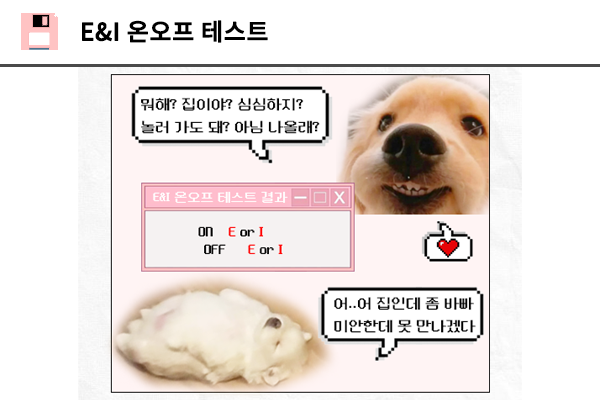 E&I 온오프 테스트
뭐해? 집이야? 심심하지?
놀러 가도 돼? 아님 나올래?
E&I 온오프 테스트 결과
ON E or I
OFF E or I
어..어 집인데 좀 바빠
미안한데 못 만나겠다